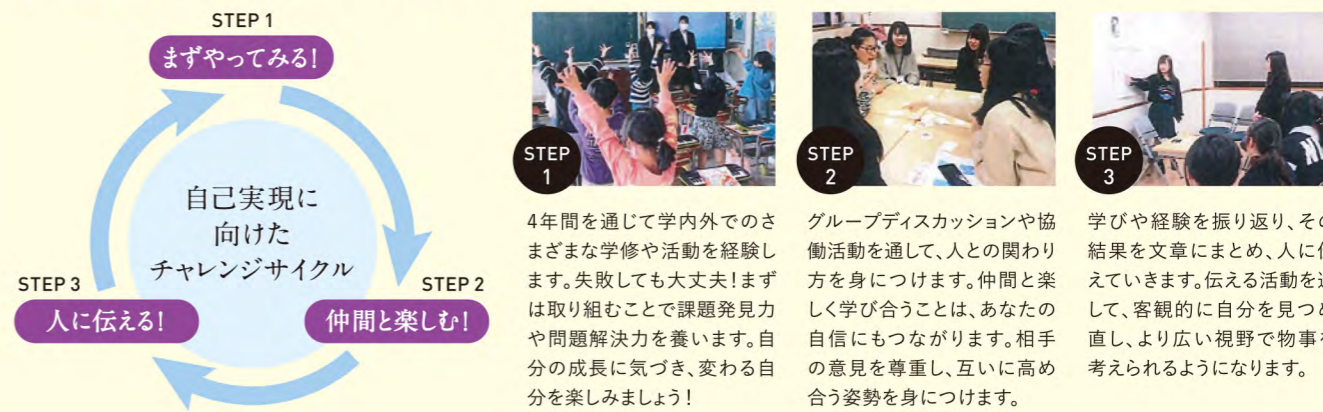 STEP 1
まずやってみる!
自己実現に
向けた
チャレンジサイクル
STEP 3
人に伝える!
STEP 2
仲間と楽しむ!
STEP
1
4年間を通じて学内外でのさ
まざまな学修や活動を経験し
ます。失敗しても大丈夫!まず
は取り組むことで課題発見力
や問題解決力を養います。自
分の成長に気づき、変わる自
分を楽しみましょう!
STEP
2
グループディスカッションや協
働活動を通して、人との関わり
方を身につけます。仲間と楽
しく学び合うことは、あなたの
自信にもつながります。相手
の意見を尊重し、互いに高め
合う姿勢を身につけます。
STEP
3
学びや経験を振り返り、その
結果を文章にまとめ、人に
えていきます。伝える活動を
して、客観的に自分を見つ
直し、より広い視野で物事
考えられるようになります。